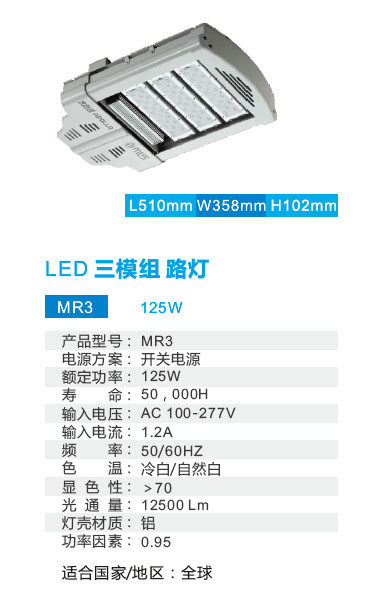 APOLLO
mls
L510mm W358mm H102mm
LED 三模组 路灯
MR3 125W
产品型号：MR3
电源方案：开关电源
额定功率：125W
寿 命：50，000H
输入电压：AC 100-277V
输入电流：1.2A
频 率：50/60HZ
色 温：冷白/自然白
显 色 性：＞70
光 通 量：12500 Lm
灯壳材质：铝
功率因素：0.95
适合国家/地区：全球